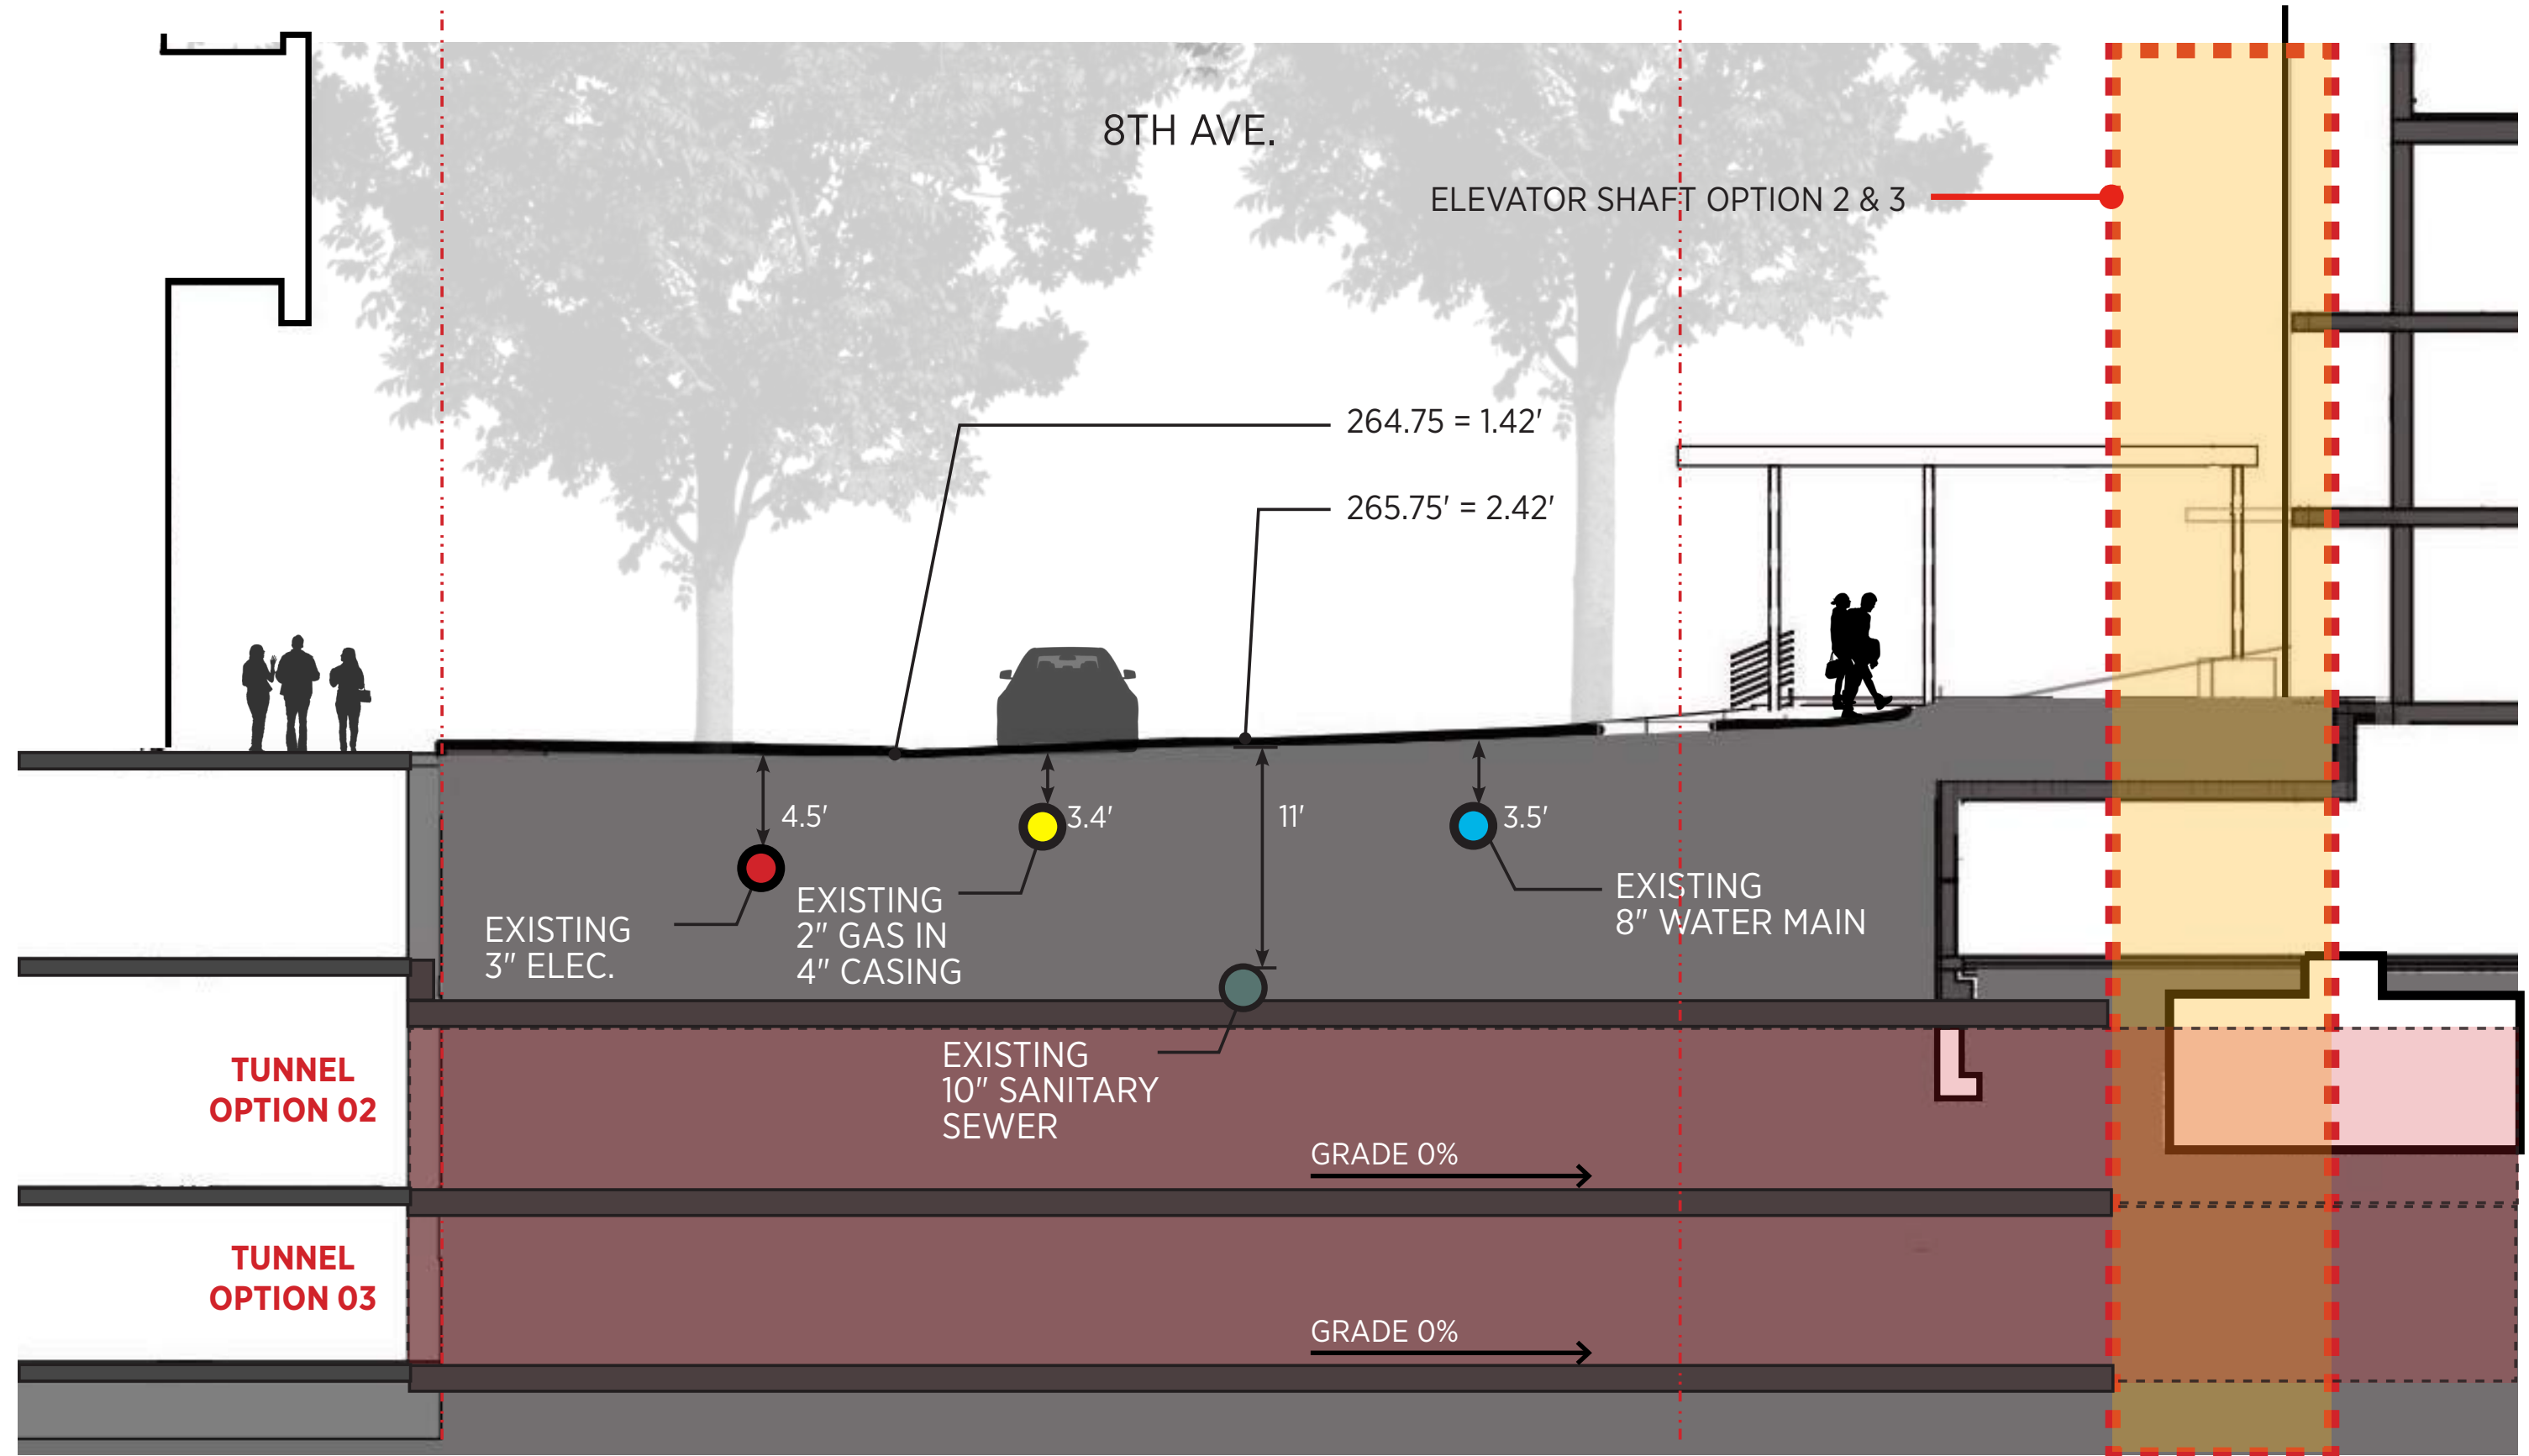 8TH AVE.
ELEVATOR SHAFT OPTION 2 & 3
264.75 = 1.42'
265.75' = 2.42'
4.5'
3.4'
11'
3.5'
EXISTING
3" ELEC.
EXISTING
2" GAS IN
4" CASING
EXISTING
8" WATER MAIN
EXISTING
10" SANITARY
SEWER
TUNNEL
OPTION 02
GRADE 0%
TUNNEL
OPTION 03
GRADE 0%